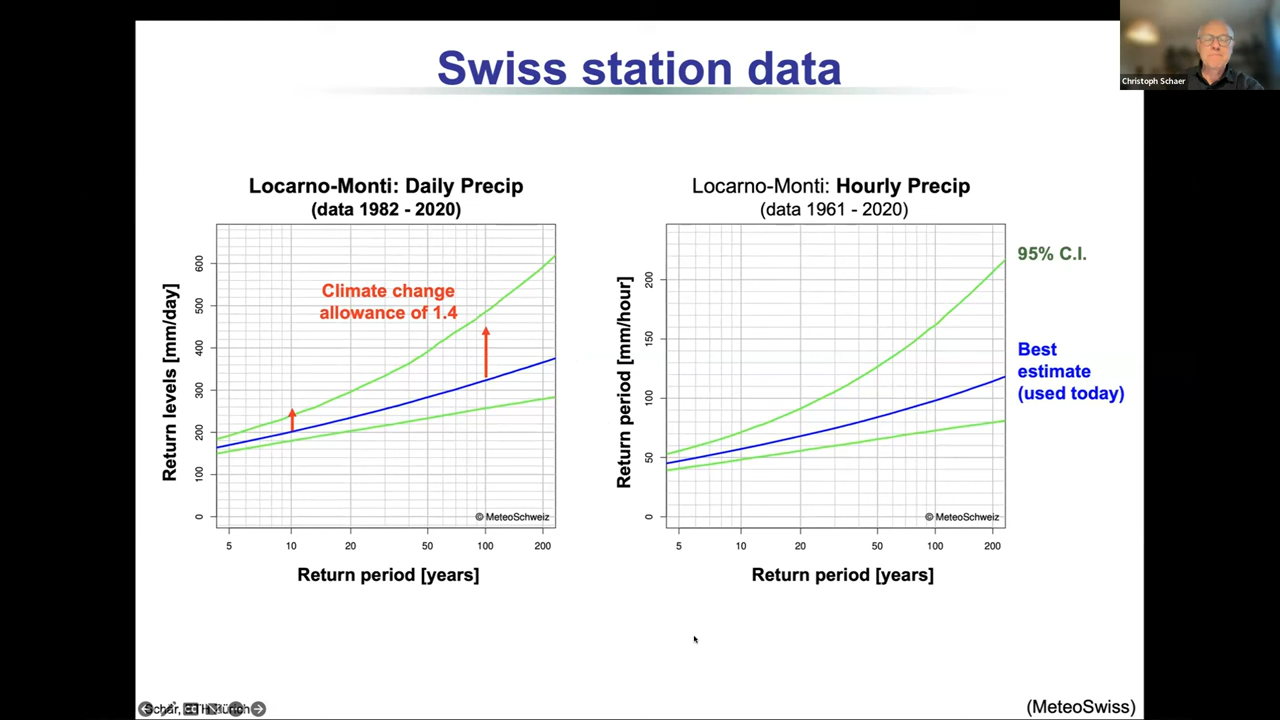 Swiss station data
Christoph Schaer
Locarno-Monti: Daily Precip
(data 1982 - 2020)
Return levels [mm/day]
600
500
400
300
200
100
0
Climate change
allowance of 1.4
© MeteoSchweiz
5 10 20 50 100 200
Return period [years]
Locarno-Monti: Hourly Precip
(data 1961 - 2020)
Return period [mm/hour]
200
150
100
50
0
© MeteoSchweiz
5 10 20 50 100 200
Return period [years]
95% C.I.
Best
estimate
(used today)
Schär, ETH Zürich
(MeteoSwiss)